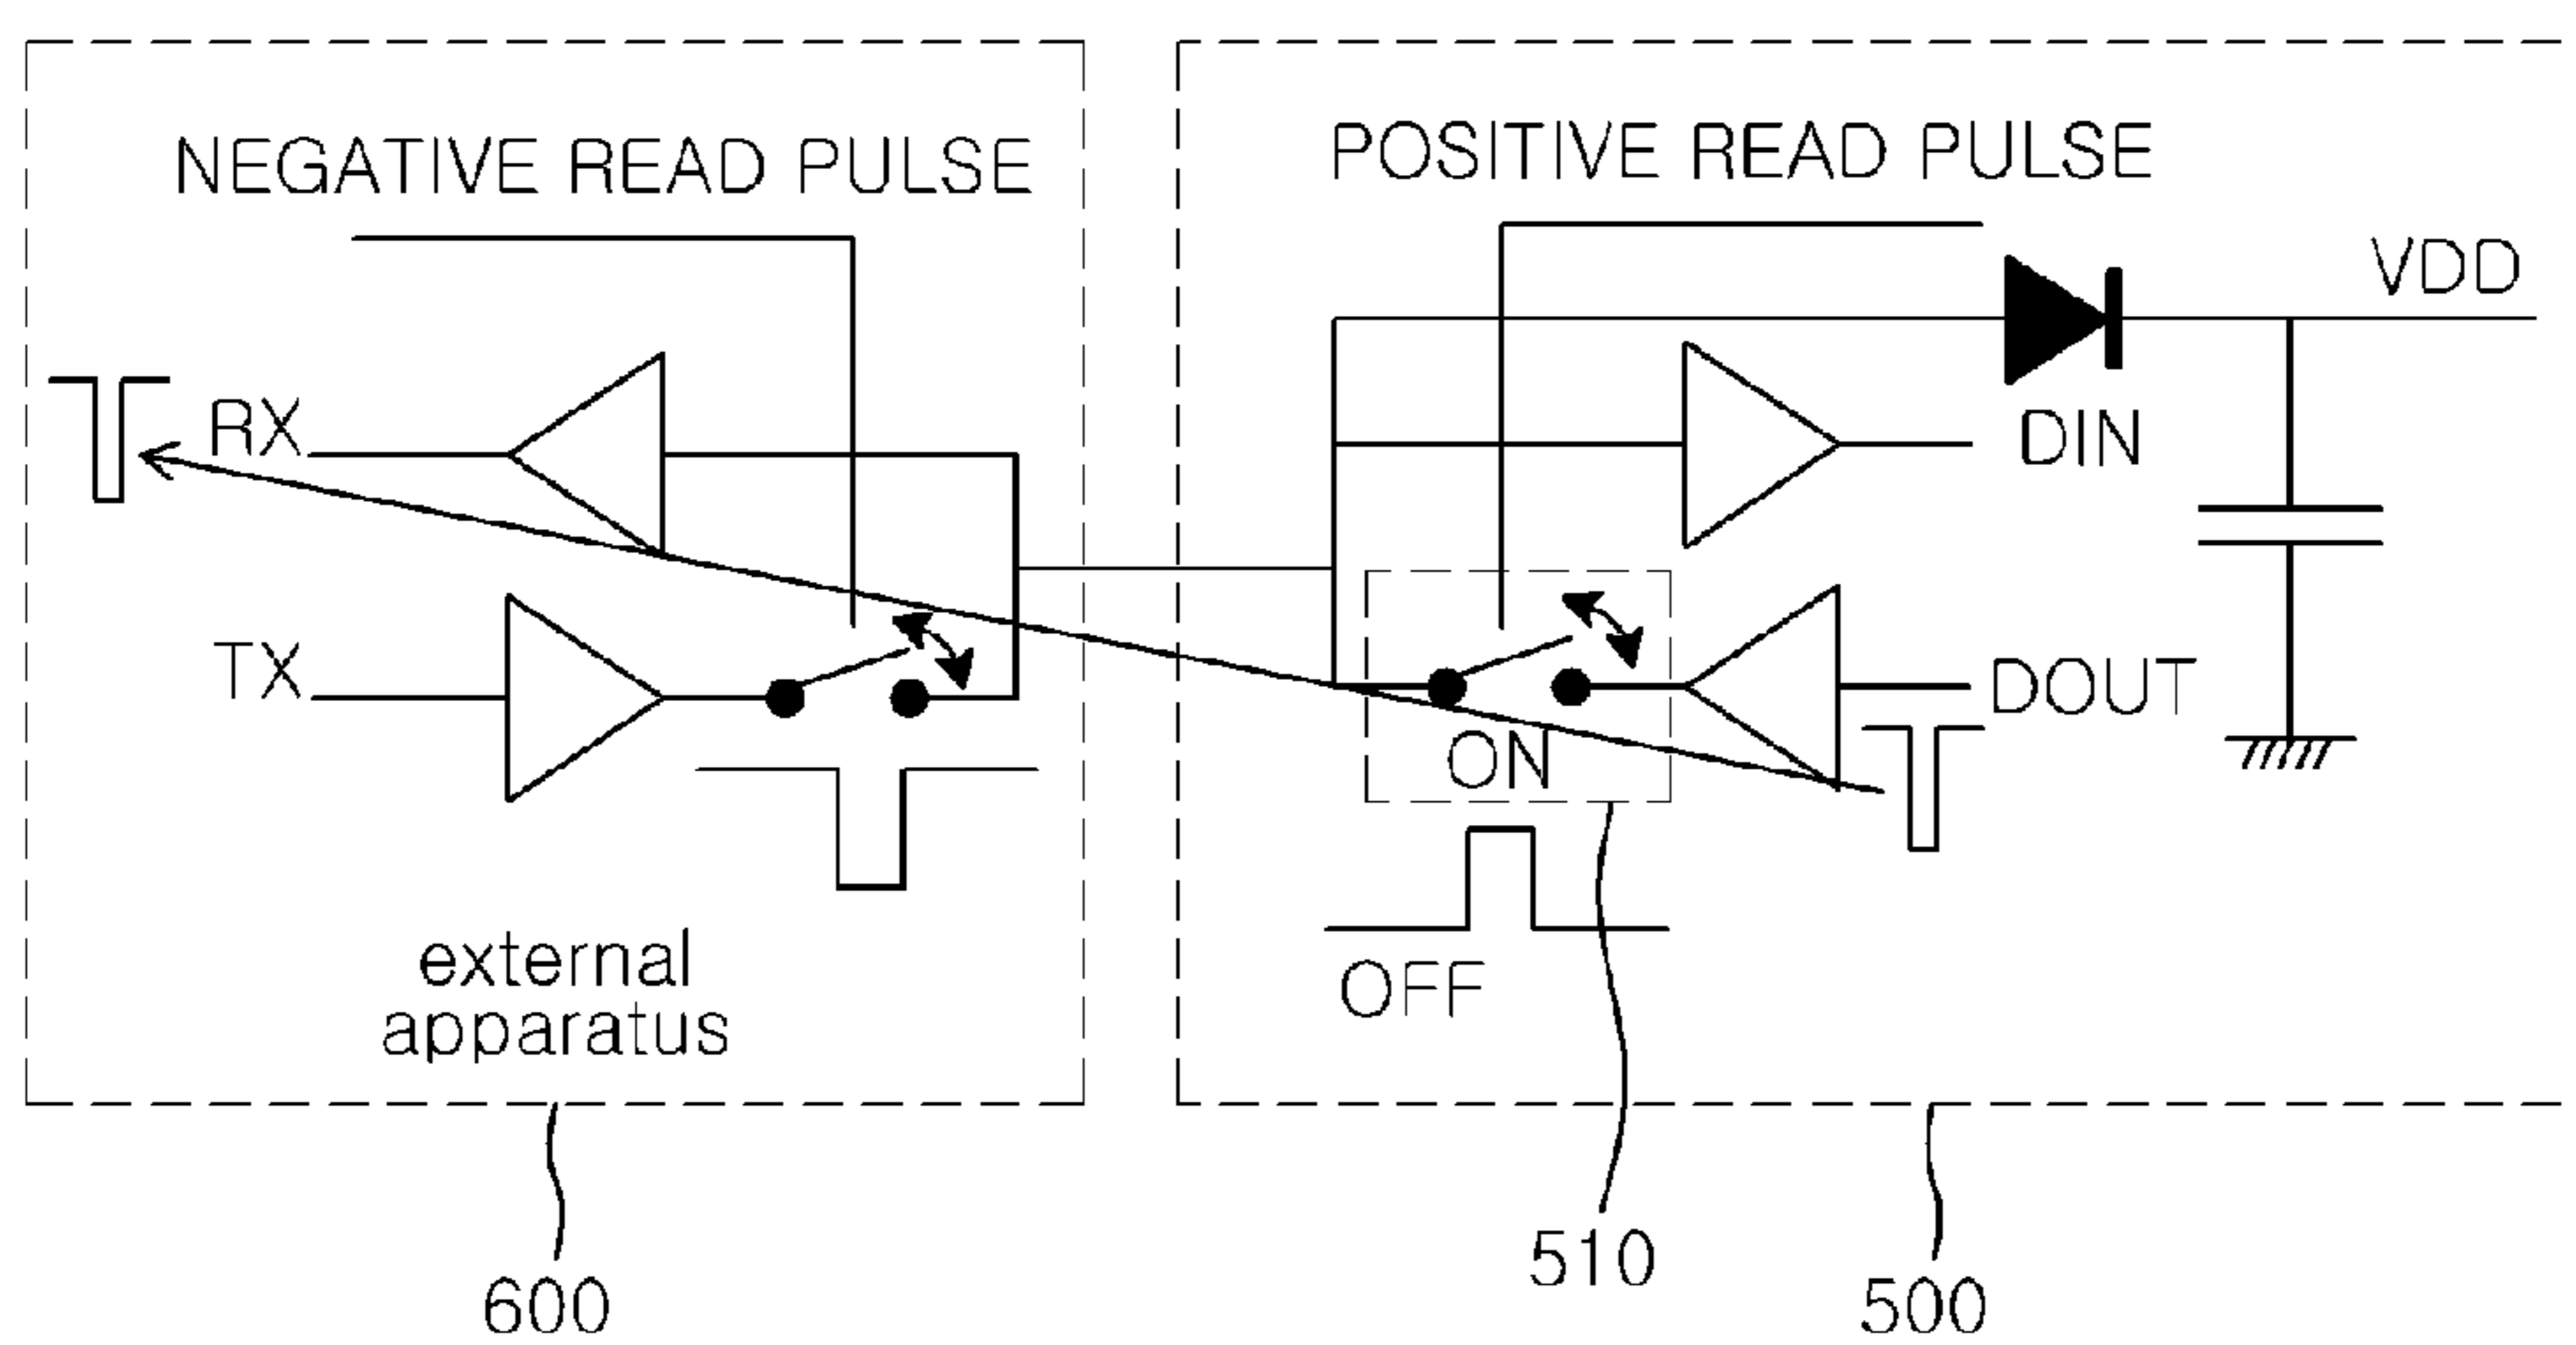 NEGATIVE READ PULSE
POSITIVE READ PULSE
VDD
RX
DIN
TX
DOUT
ON
OFF
external
apparatus
510
600
500